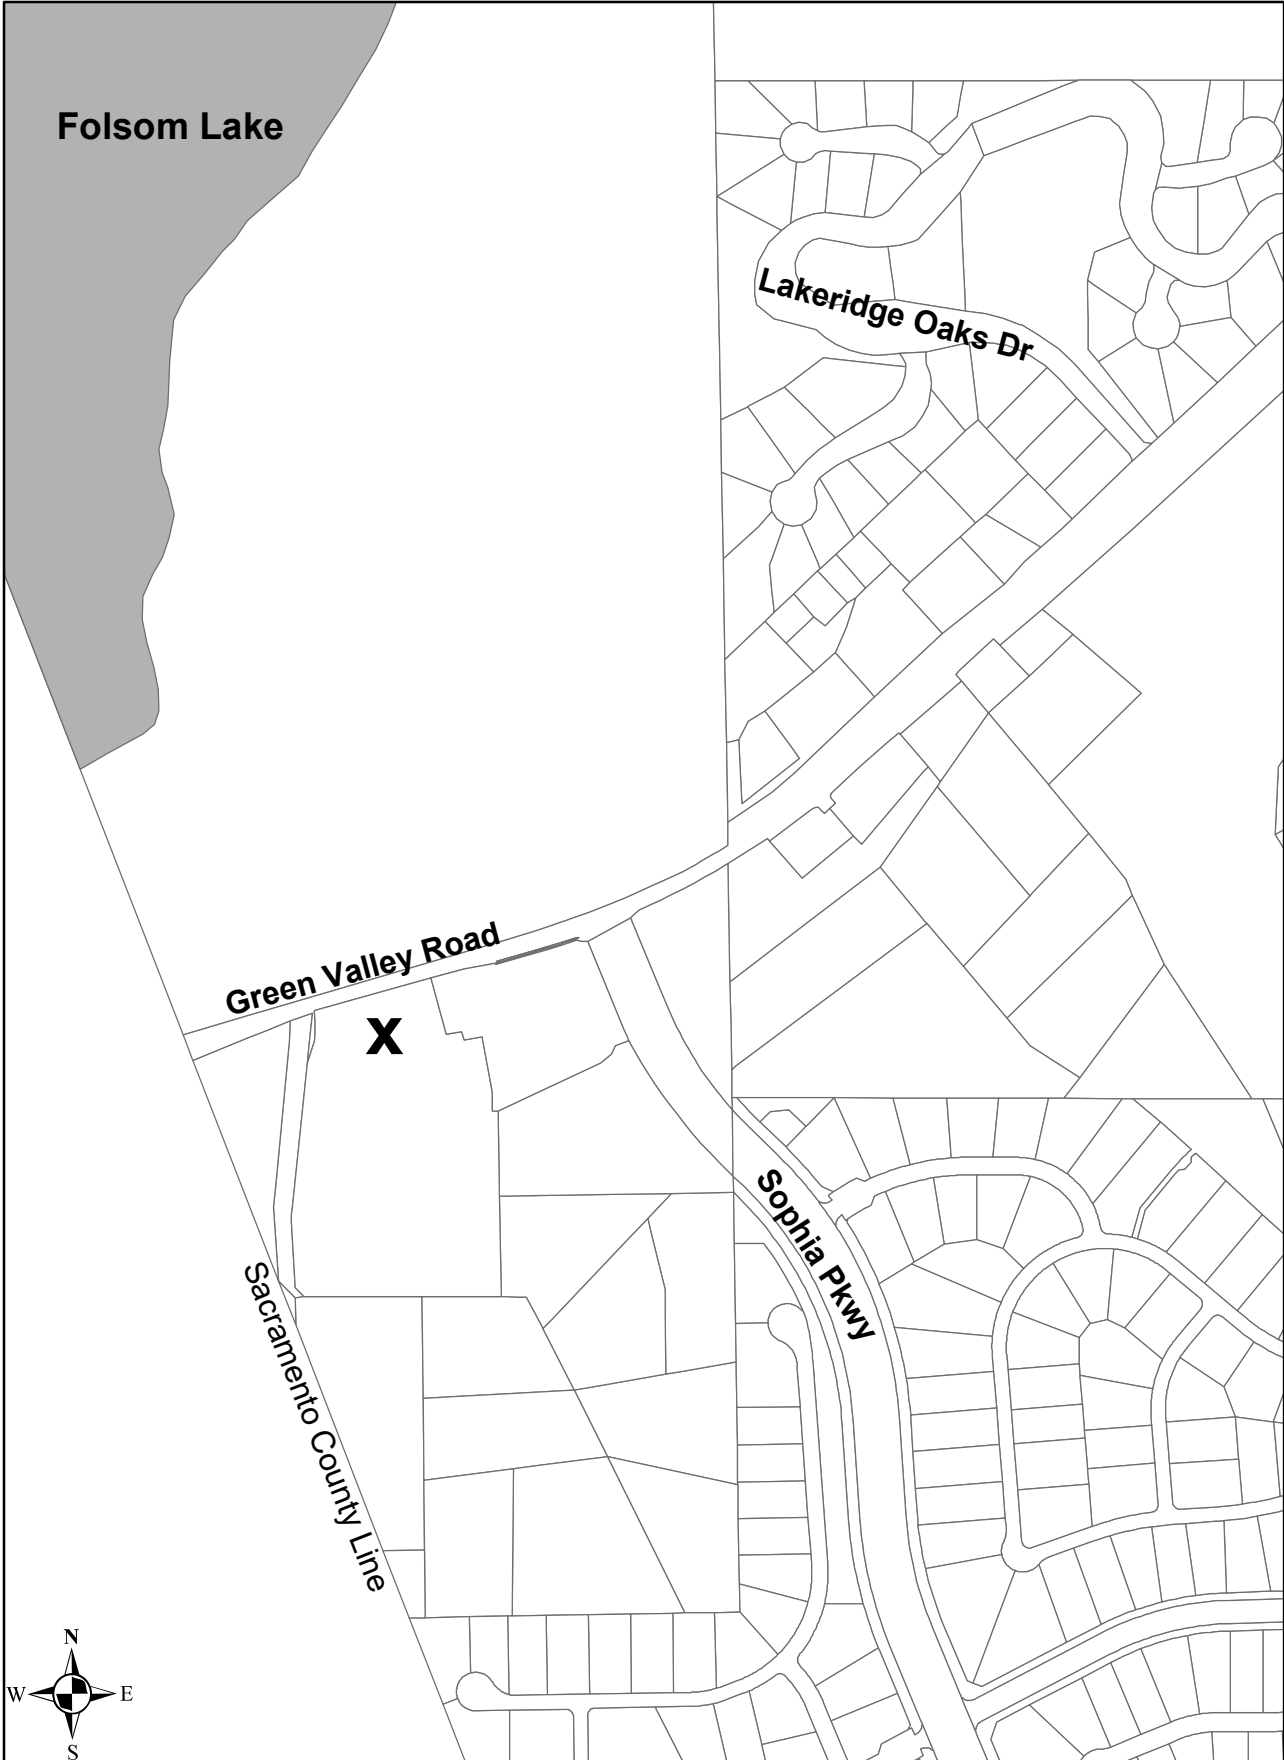 Folsom Lake
Lakeridge Oaks Dr
Green Valley Road
X
Sophia Pkwy
Sacramento County Line
N
W E
S